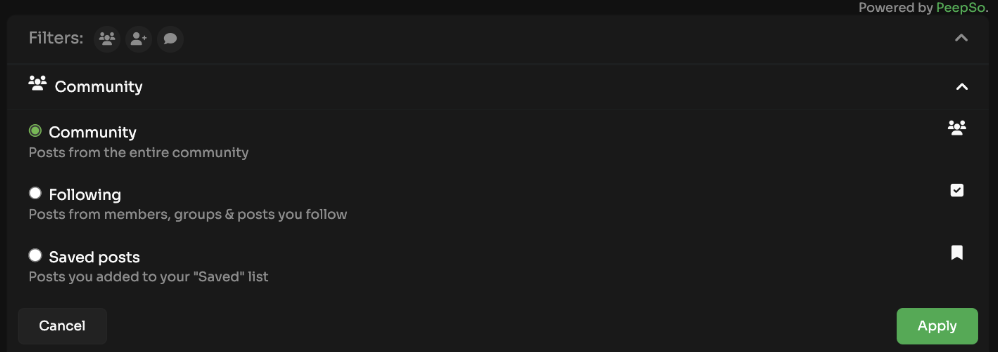 Powered by PeepSo.
Filters:
Community
Community
Posts from the entire community
Following
Posts from members, groups & posts you follow
Saved posts
Posts you added to your "Saved" list
Cancel
Apply